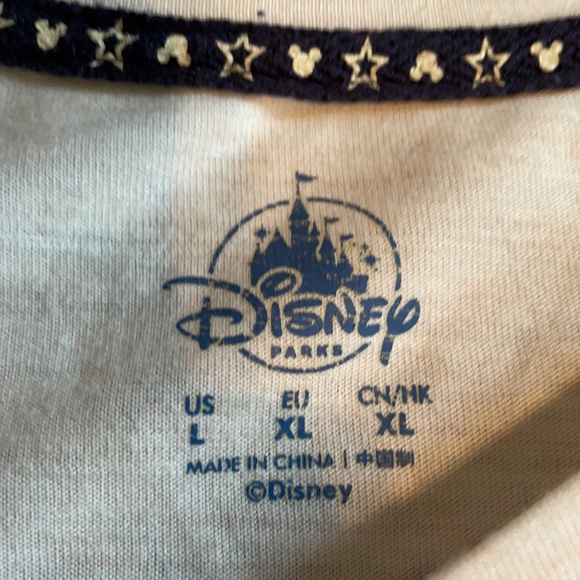 Disney
PARKS
US EU CN/HK
L XL XL
MADE IN CHINA | 中国制
©Disney